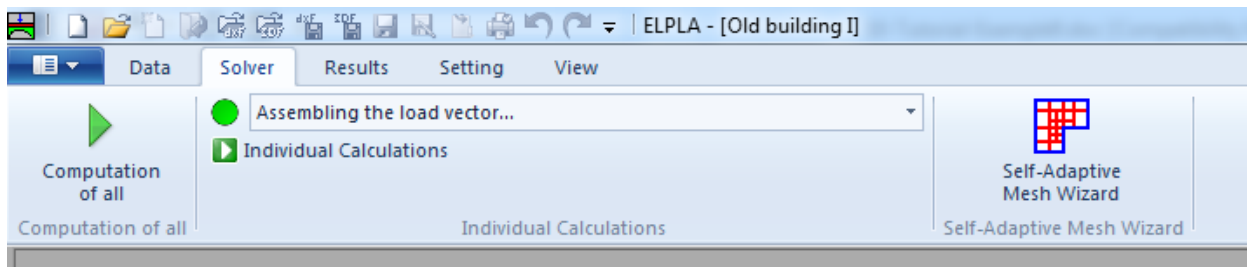 ELPLA - [Old building I]
Data Solver Results Setting View
Assembling the load vector...
Individual Calculations
Computation
of all
Self-Adaptive
Mesh Wizard
Computation of all Individual Calculations Self-Adaptive Mesh Wizard